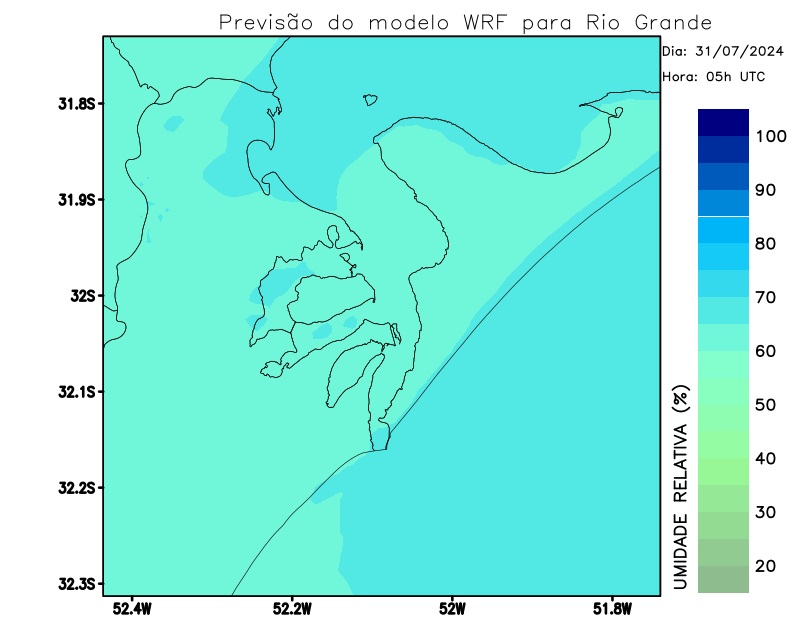 Previsão do modelo WRF para Rio Grande
Dia: 31/07/2024
Hora: 05h UTC
31.8S
31.9S
32S
32.1S
32.2S
32.3S
52.4W
52.2W
52W
51.8W
100
90
80
70
60
50
40
30
20
UMIDADE RELATIVA (%)